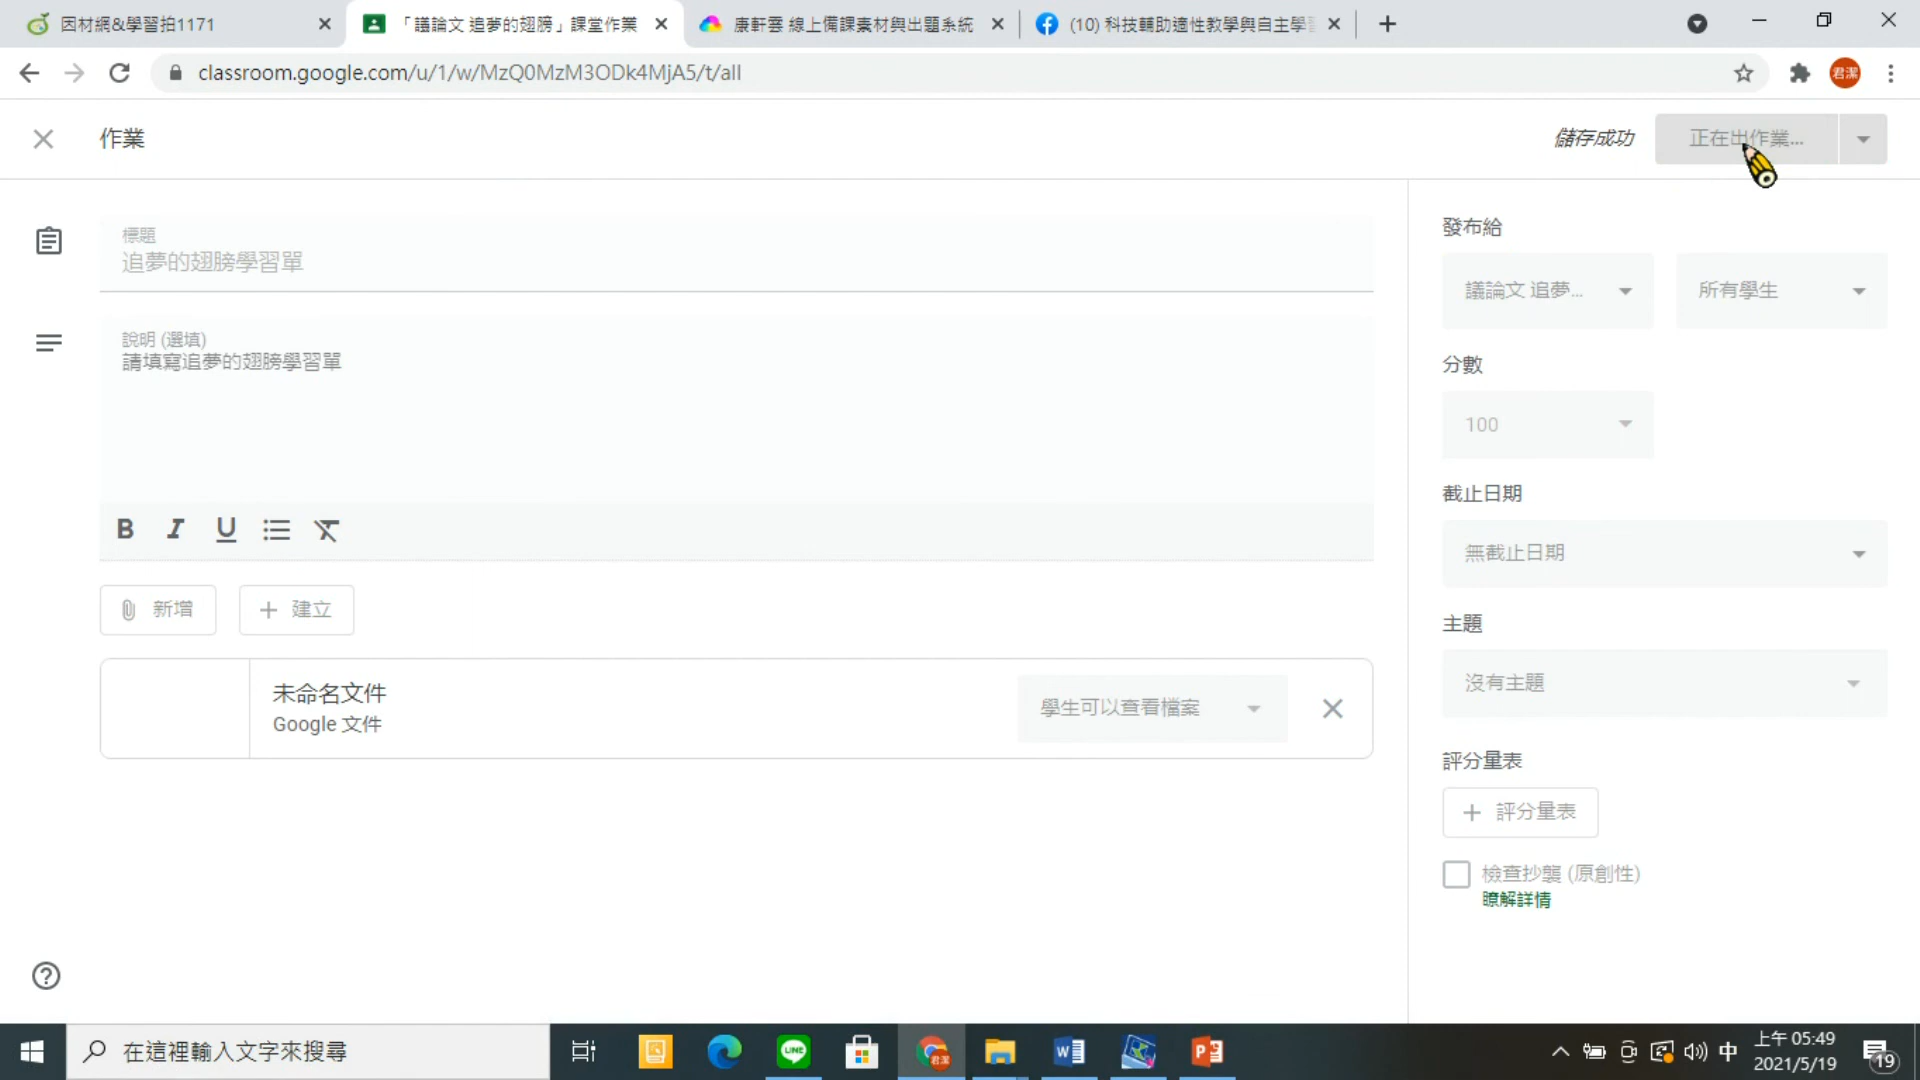 因材網&學習拍1171
「議論文 追夢的翅膀」課堂作業
康軒雲 線上備課素材與出題系統
(10) 科技輔助適性教學與自主學習
classroom.google.com/u/1/w/MzQ0MzM3ODk4MjA5/t/all
君潔
作業
儲存成功
正在出作業...
標題
追夢的翅膀學習單
說明 (選填)
請填寫追夢的翅膀學習單
B I U
新增
建立
未命名文件
Google 文件
學生可以查看檔案
發布給
議論文 追夢...
所有學生
分數
100
截止日期
無截止日期
主題
沒有主題
評分量表
評分量表
檢查抄襲 (原創性)
瞭解詳情
在這裡輸入文字來搜尋
LINE
君潔
中
上午 05:49
2021/5/19
19